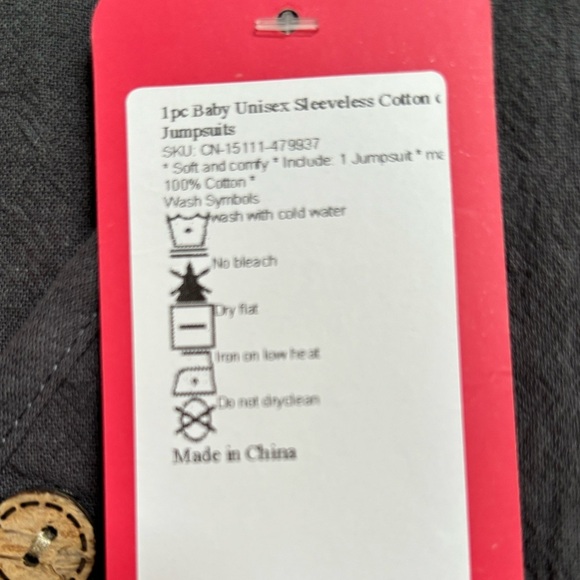 1pc Baby Unisex Sleeveless Cotton
Jumpsuits
SKU: CN-15111-479937
* Soft and comfy * Include: 1 Jumpsuit *
100% Cotton *
Wash Symbols
wash with cold water
No bleach
Dry flat
Iron on low heat
Do not dryclean
Made in China